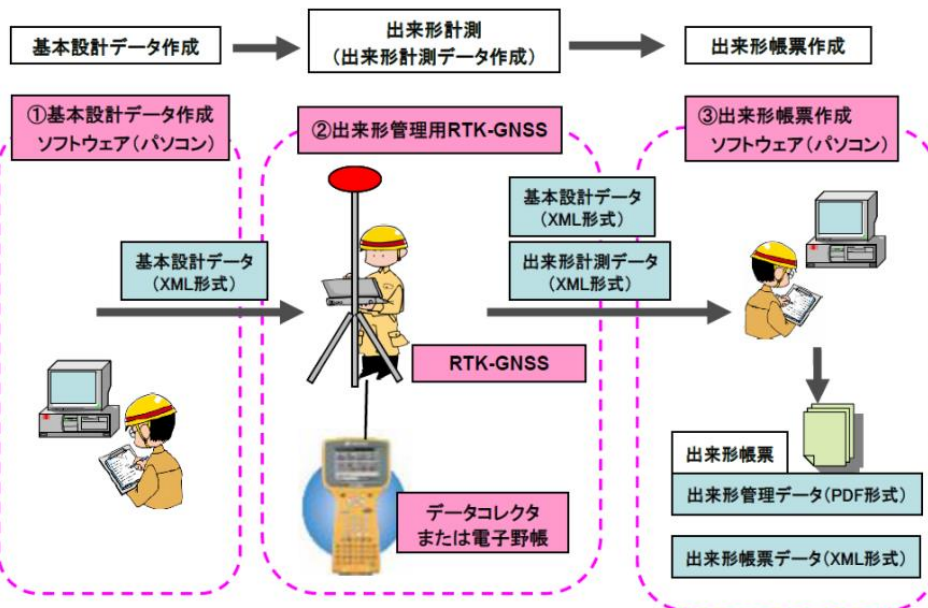 基本設計データ作成
出来形計測
(出来形計測データ作成)
出来形帳票作成
①基本設計データ作成
ソフトウェア(パソコン)
②出来形管理用RTK-GNSS
③出来形帳票作成
ソフトウェア(パソコン)
基本設計データ
(XML形式)
基本設計データ
(XML形式)
出来形計測データ
(XML形式)
RTK-GNSS
データコレクタ
または電子野帳
出来形帳票
出来形管理データ(PDF形式)
出来形帳票データ(XML形式)